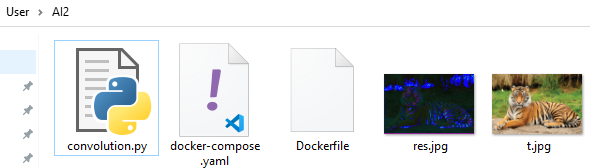 User > AI2
convolution.py
docker-compose
.yaml
Dockerfile
res.jpg
t.jpg